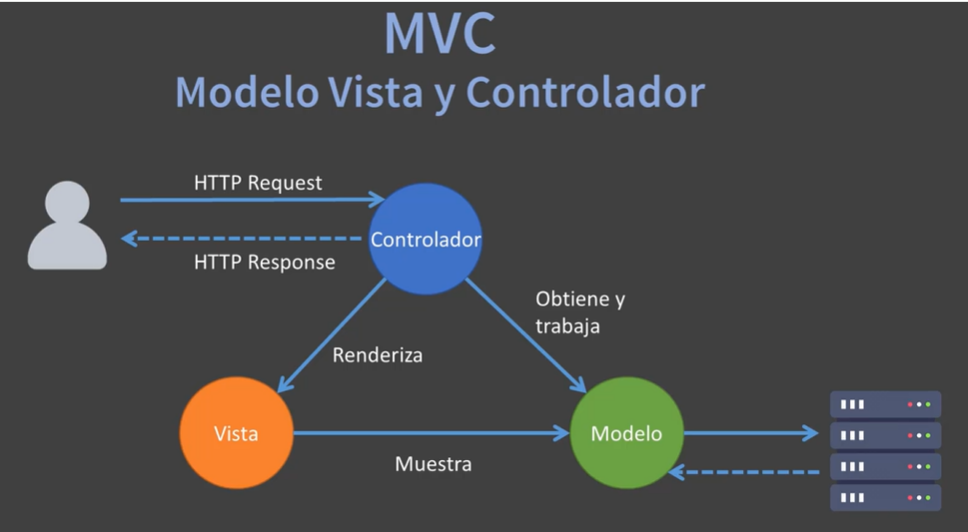 MVC
Modelo Vista y Controlador
HTTP Request
Controlador
HTTP Response
Obtiene y
trabaja
Renderiza
Vista
Modelo
Muestra